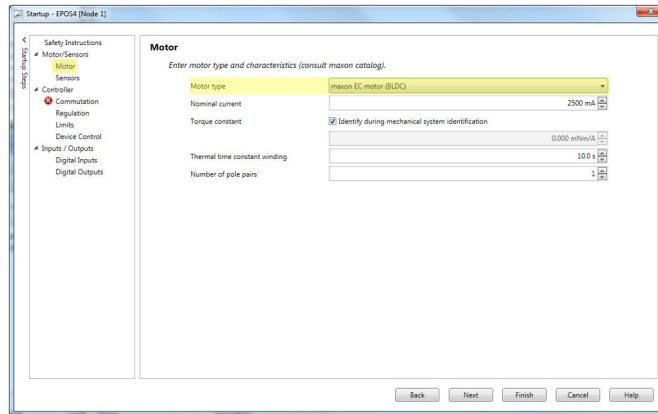 Startup - EPOS4 [Node 1]
Startup Steps
Safety Instructions
Motor/Sensors
Motor
Sensors
Controller
Commutation
Regulation
Limits
Device Control
Inputs / Outputs
Digital Inputs
Digital Outputs
Motor
Enter motor type and characteristics (consult maxon catalog).
Motor type maxon EC motor (BLDC)
Nominal current 2500 mA
Torque constant Identify during mechanical system identification
0.000 mNm/A
Thermal time constant winding 10.0 s
Number of pole pairs 1
Back Next Finish Cancel Help